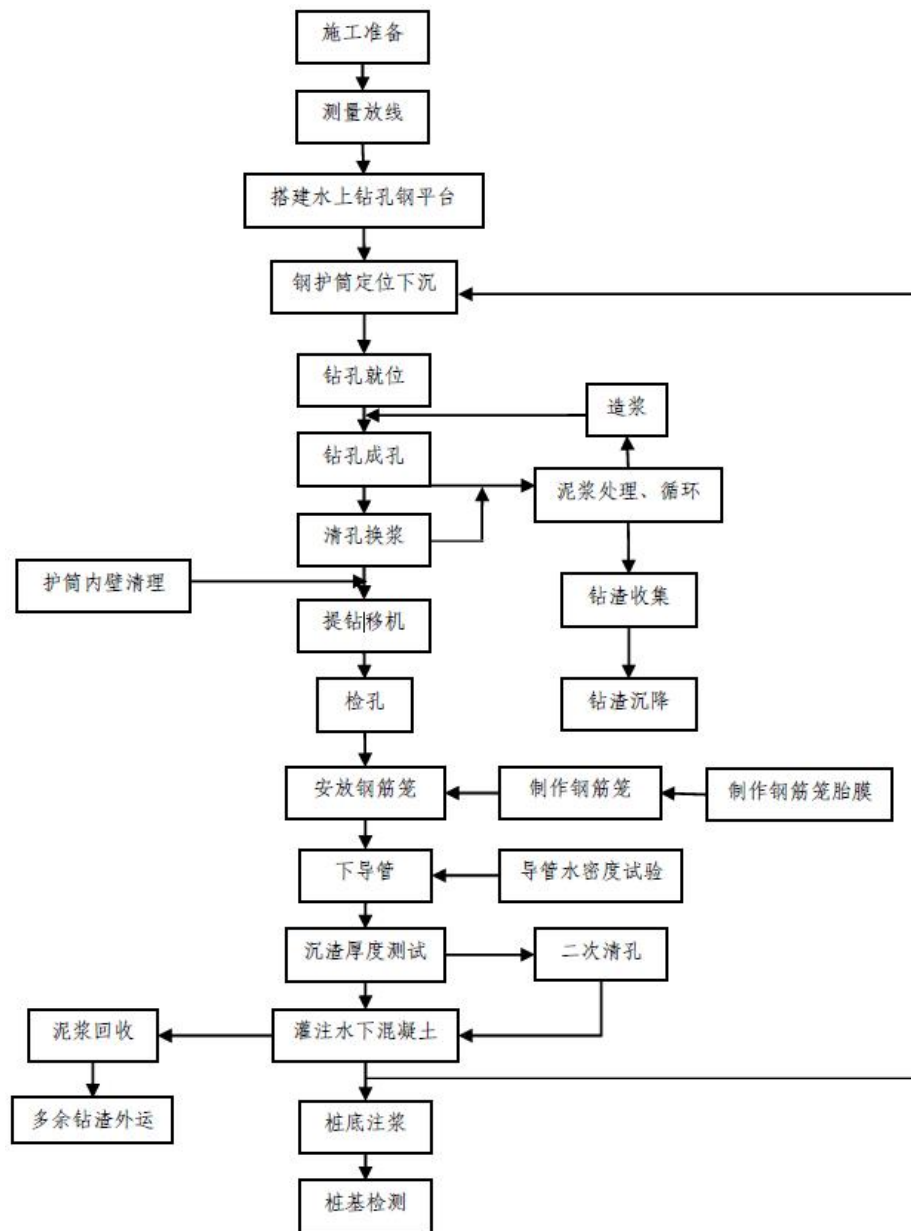 施工准备
测量放线
搭建水上钻孔钢平台
钢护筒定位下沉
钻孔就位
造浆
钻孔成孔
泥浆处理、循环
清孔换浆
护筒内壁清理
钻渣收集
提钻移机
检孔
钻渣沉降
安放钢筋笼
制作钢筋笼
制作钢筋笼胎膜
下导管
导管水密度试验
沉渣厚度测试
二次清孔
泥浆回收
灌注水下混凝土
多余钻渣外运
桩底注浆
桩基检测